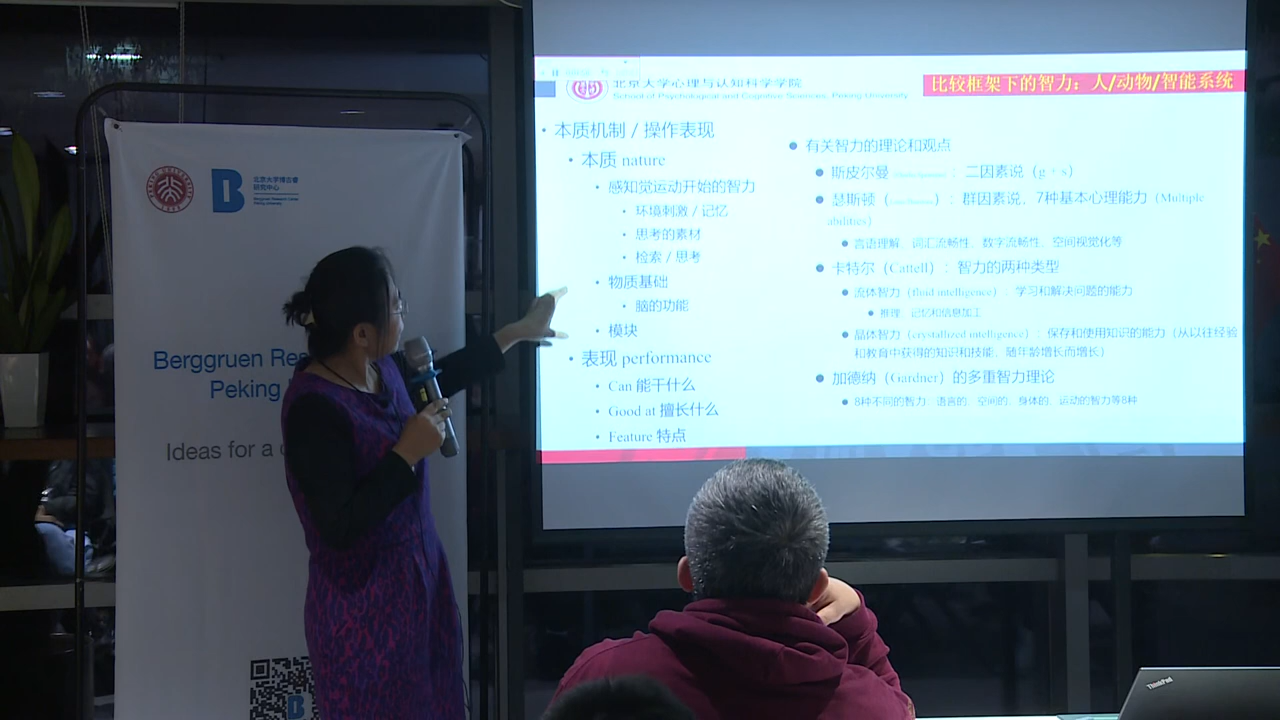 北京大学博古睿
研究中心
Berggruen Research Center
Peking University
Berggruen Res
Peking
Ideas for a c
北京大学心理与认知科学学院
School of Psychological and Cognitive Sciences, Peking University
比较框架下的智力：人/动物/智能系统
• 本质机制 / 操作表现
• 本质 nature
• 感知觉运动开始的智力
• 环境刺激 / 记忆
• 思考的素材
• 检索 / 思考
• 物质基础
• 脑的功能
• 模块
• 表现 performance
• Can 能干什么
• Good at 擅长什么
• Feature 特点
● 有关智力的理论和观点
● 斯皮尔曼 ： 二因素说（g + s）
● 瑟斯顿（ ）：群因素说，7种基本心理能力（Multiple
abilities）
● 言语理解、词汇流畅性、数字流畅性、空间视觉化等
● 卡特尔（Cattell）：智力的两种类型
● 流体智力（fluid intelligence）：学习和解决问题的能力
● 推理、记忆和信息加工
● 晶体智力（crystallized intelligence）：保存和使用知识的能力（从以往经验
和教育中获得的知识和技能，随年龄增长而增长）
● 加德纳（Gardner）的多重智力理论
● 8种不同的智力：语言的、空间的、身体的、运动的智力等8种
ThinkPad